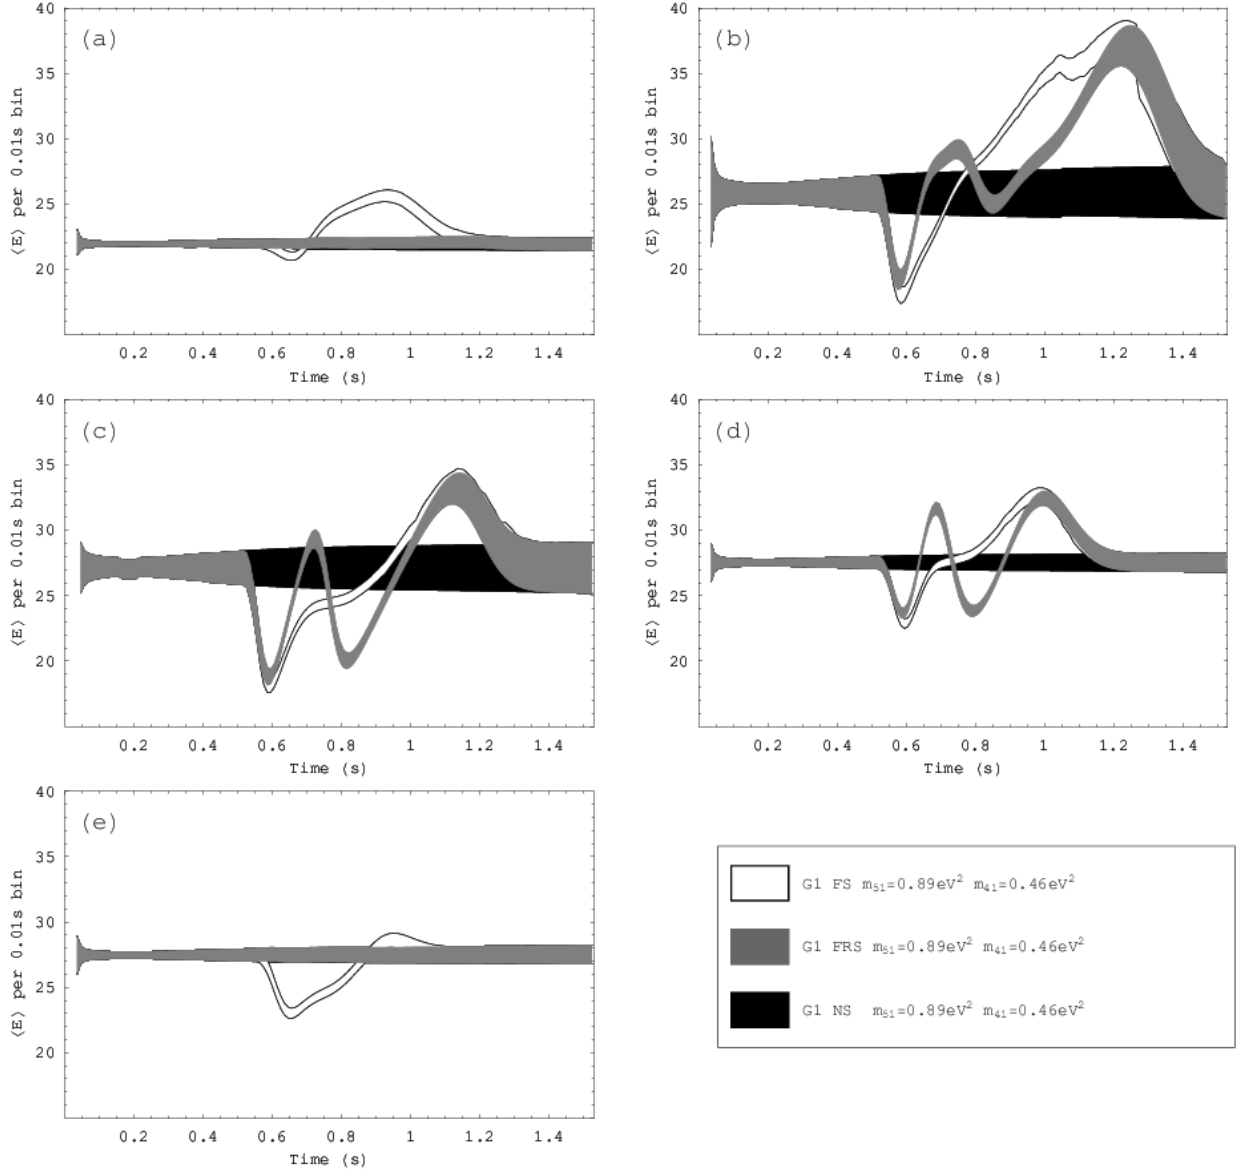 (a)
40
35
30
25
20
⟨E⟩ per 0.01s bin
0.2 0.4 0.6 0.8 1 1.2 1.4
Time (s)
(b)
40
35
30
25
20
⟨E⟩ per 0.01s bin
0.2 0.4 0.6 0.8 1 1.2 1.4
Time (s)
(c)
40
35
30
25
20
⟨E⟩ per 0.01s bin
0.2 0.4 0.6 0.8 1 1.2 1.4
Time (s)
(d)
40
35
30
25
20
⟨E⟩ per 0.01s bin
0.2 0.4 0.6 0.8 1 1.2 1.4
Time (s)
(e)
40
35
30
25
20
⟨E⟩ per 0.01s bin
0.2 0.4 0.6 0.8 1 1.2 1.4
Time (s)
G1 FS m₅₁=0.89eV² m₄₁=0.46eV²
G1 FRS m₅₁=0.89eV² m₄₁=0.46eV²
G1 NS m₅₁=0.89eV² m₄₁=0.46eV²